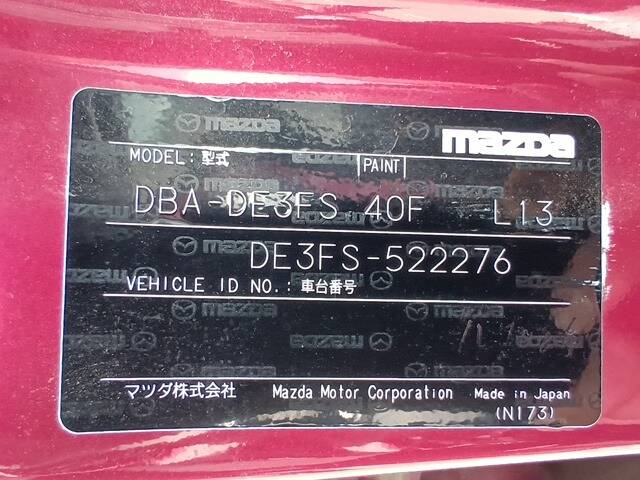 mazda
MODEL : 型式 PAINT
DBA-DE3FS 40F L13
DE3FS-522276
VEHICLE ID NO. : 車台番号
マツダ株式会社 Mazda Motor Corporation Made in Japan
(N173)